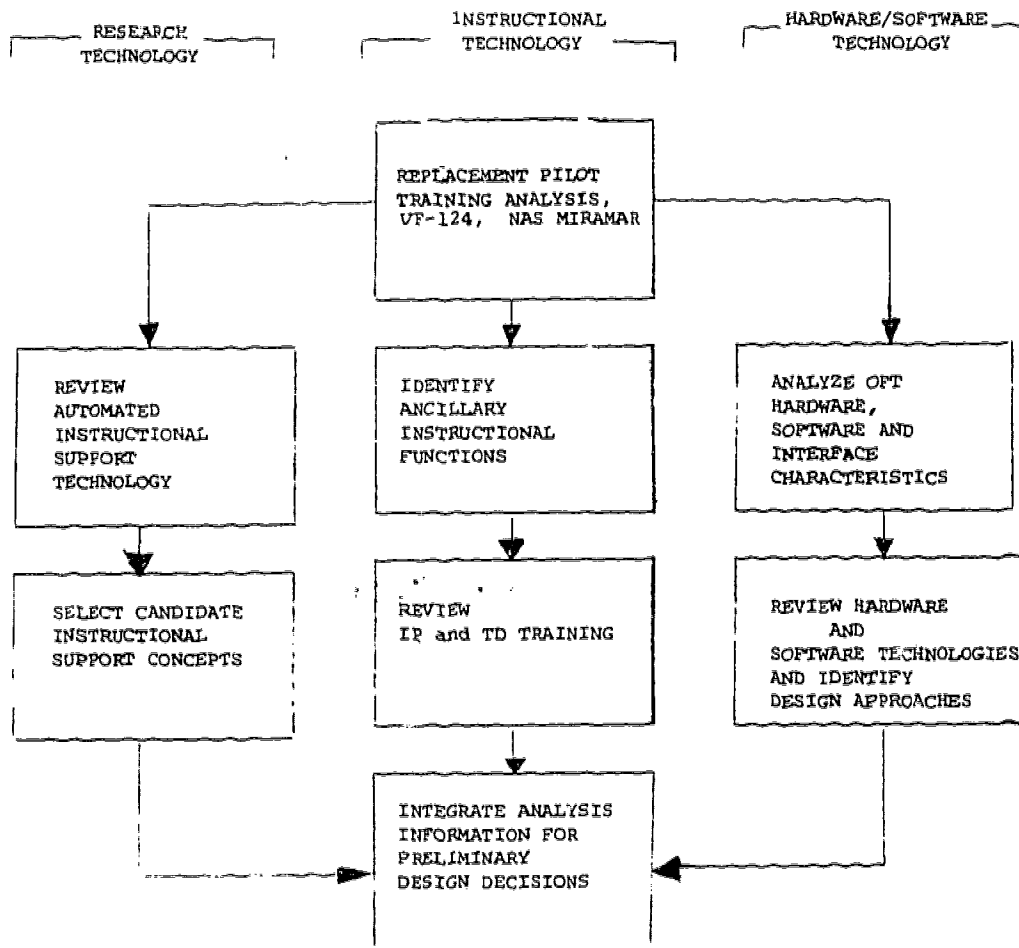 RESEARCH
TECHNOLOGY
INSTRUCTIONAL
TECHNOLOGY
HARDWARE/SOFTWARE
TECHNOLOGY
REPLACEMENT PILOT
TRAINING ANALYSIS,
VF-124, NAS MIRAMAR
REVIEW
AUTOMATED
INSTRUCTIONAL
SUPPORT
TECHNOLOGY
IDENTIFY
ANCILLARY
INSTRUCTIONAL
FUNCTIONS
ANALYZE OFT
HARDWARE,
SOFTWARE AND
INTERFACE
CHARACTERISTICS
SELECT CANDIDATE
INSTRUCTIONAL
SUPPORT CONCEPTS
REVIEW
IP and TD TRAINING
REVIEW HARDWARE
AND
SOFTWARE TECHNOLOGIES
AND IDENTIFY
DESIGN APPROACHES
INTEGRATE ANALYSIS
INFORMATION FOR
PRELIMINARY
DESIGN DECISIONS